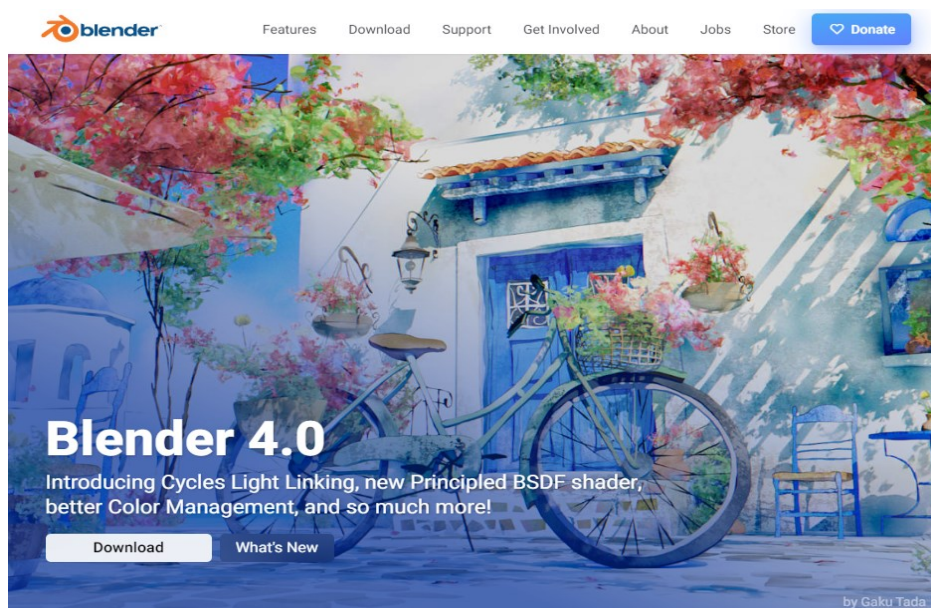 blender
Features Download Support Get Involved About Jobs Store Donate
Blender 4.0
Introducing Cycles Light Linking, new Principled BSDF shader,
better Color Management, and so much more!
Download What's New
by Gaku Tada